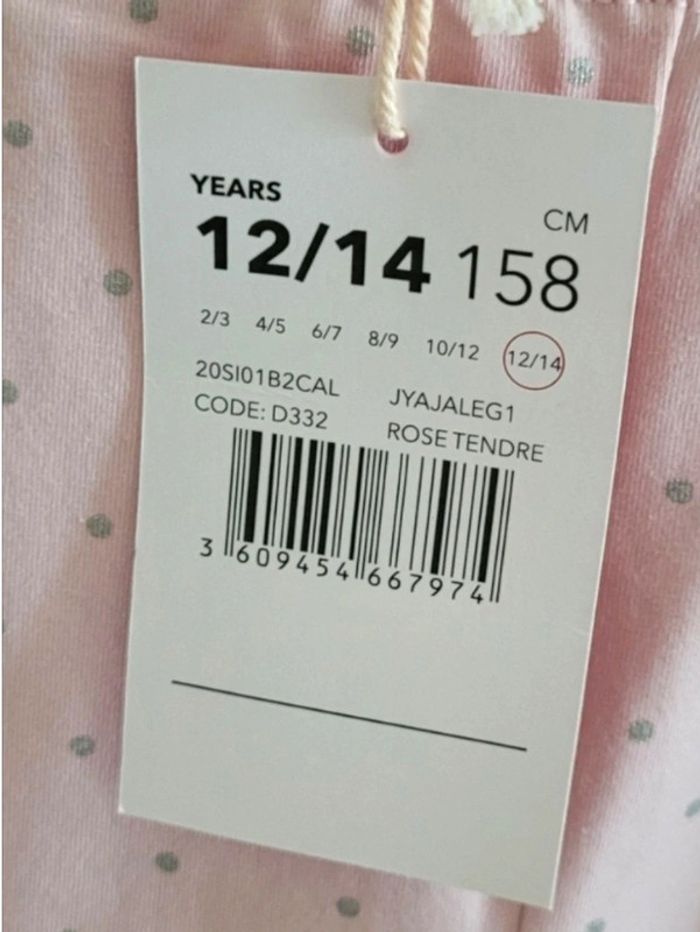 YEARS
CM
12/14 158
2/3 4/5 6/7 8/9 10/12 12/14
20SI01B2CAL JYAJALEG1
CODE: D332 ROSE TENDRE
3 609454 667974